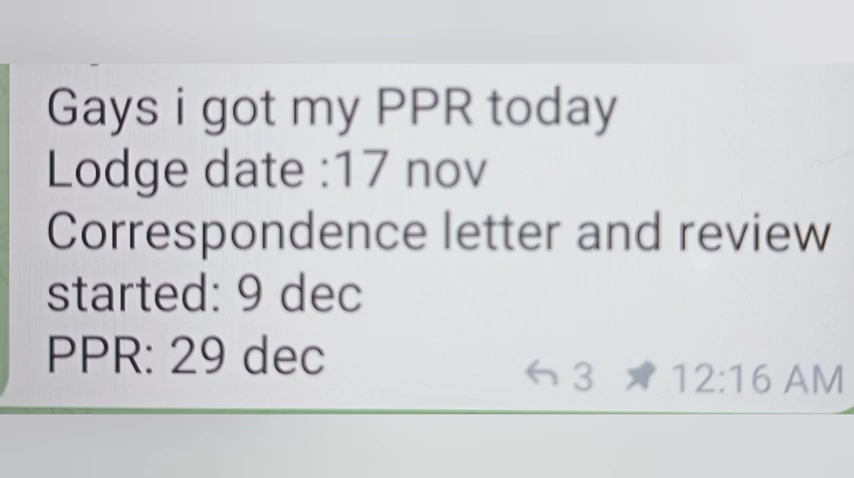 Gays i got my PPR today
Lodge date :17 nov
Correspondence letter and review
started: 9 dec
PPR: 29 dec
3 12:16 AM